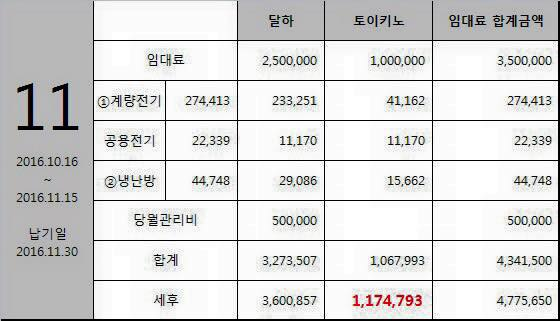 달하 토이키노 임대료 합계금액
임대료 2,500,000 1,000,000 3,500,000
11
①계량전기 274,413 233,251 41,162 274,413
공용전기 22,339 11,170 11,170 22,339
2016.10.16
~
2016.11.15
②냉난방 44,748 29,086 15,662 44,748
당월관리비 500,000 500,000
납기일
2016.11.30
합계 3,273,507 1,067,993 4,341,500
세후 3,600,857 1,174,793 4,775,650